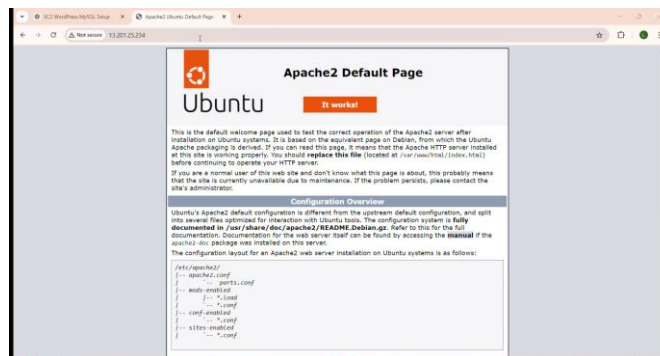 EC2 WordPress MySQL Setup
Apache2 Ubuntu Default Page
Not secure
13.201.25.234
Apache2 Default Page
Ubuntu
It works!
This is the default welcome page used to test the correct operation of the Apache2 server after
installation on Ubuntu systems. It is based on the equivalent page on Debian, from which the Ubuntu
Apache packaging is derived. If you can read this page, it means that the Apache HTTP server installed
at this site is working properly. You should replace this file (located at /var/www/html/index.html)
before continuing to operate your HTTP server.
If you are a normal user of this web site and don't know what this page is about, this probably means
that the site is currently unavailable due to maintenance. If the problem persists, please contact the
site's administrator.
Configuration Overview
Ubuntu's Apache2 default configuration is different from the upstream default configuration, and split
into several files optimized for interaction with Ubuntu tools. The configuration system is fully
documented in /usr/share/doc/apache2/README.Debian.gz. Refer to this for the full
documentation. Documentation for the web server itself can be found by accessing the manual if the
apache2-doc package was installed on this server.
The configuration layout for an Apache2 web server installation on Ubuntu systems is as follows:
/etc/apache2/
|-- apache2.conf
|       `-- ports.conf
|-- mods-enabled
|       |-- *.load
|       `-- *.conf
|-- conf-enabled
|       `-- *.conf
|-- sites-enabled
|       `-- *.conf